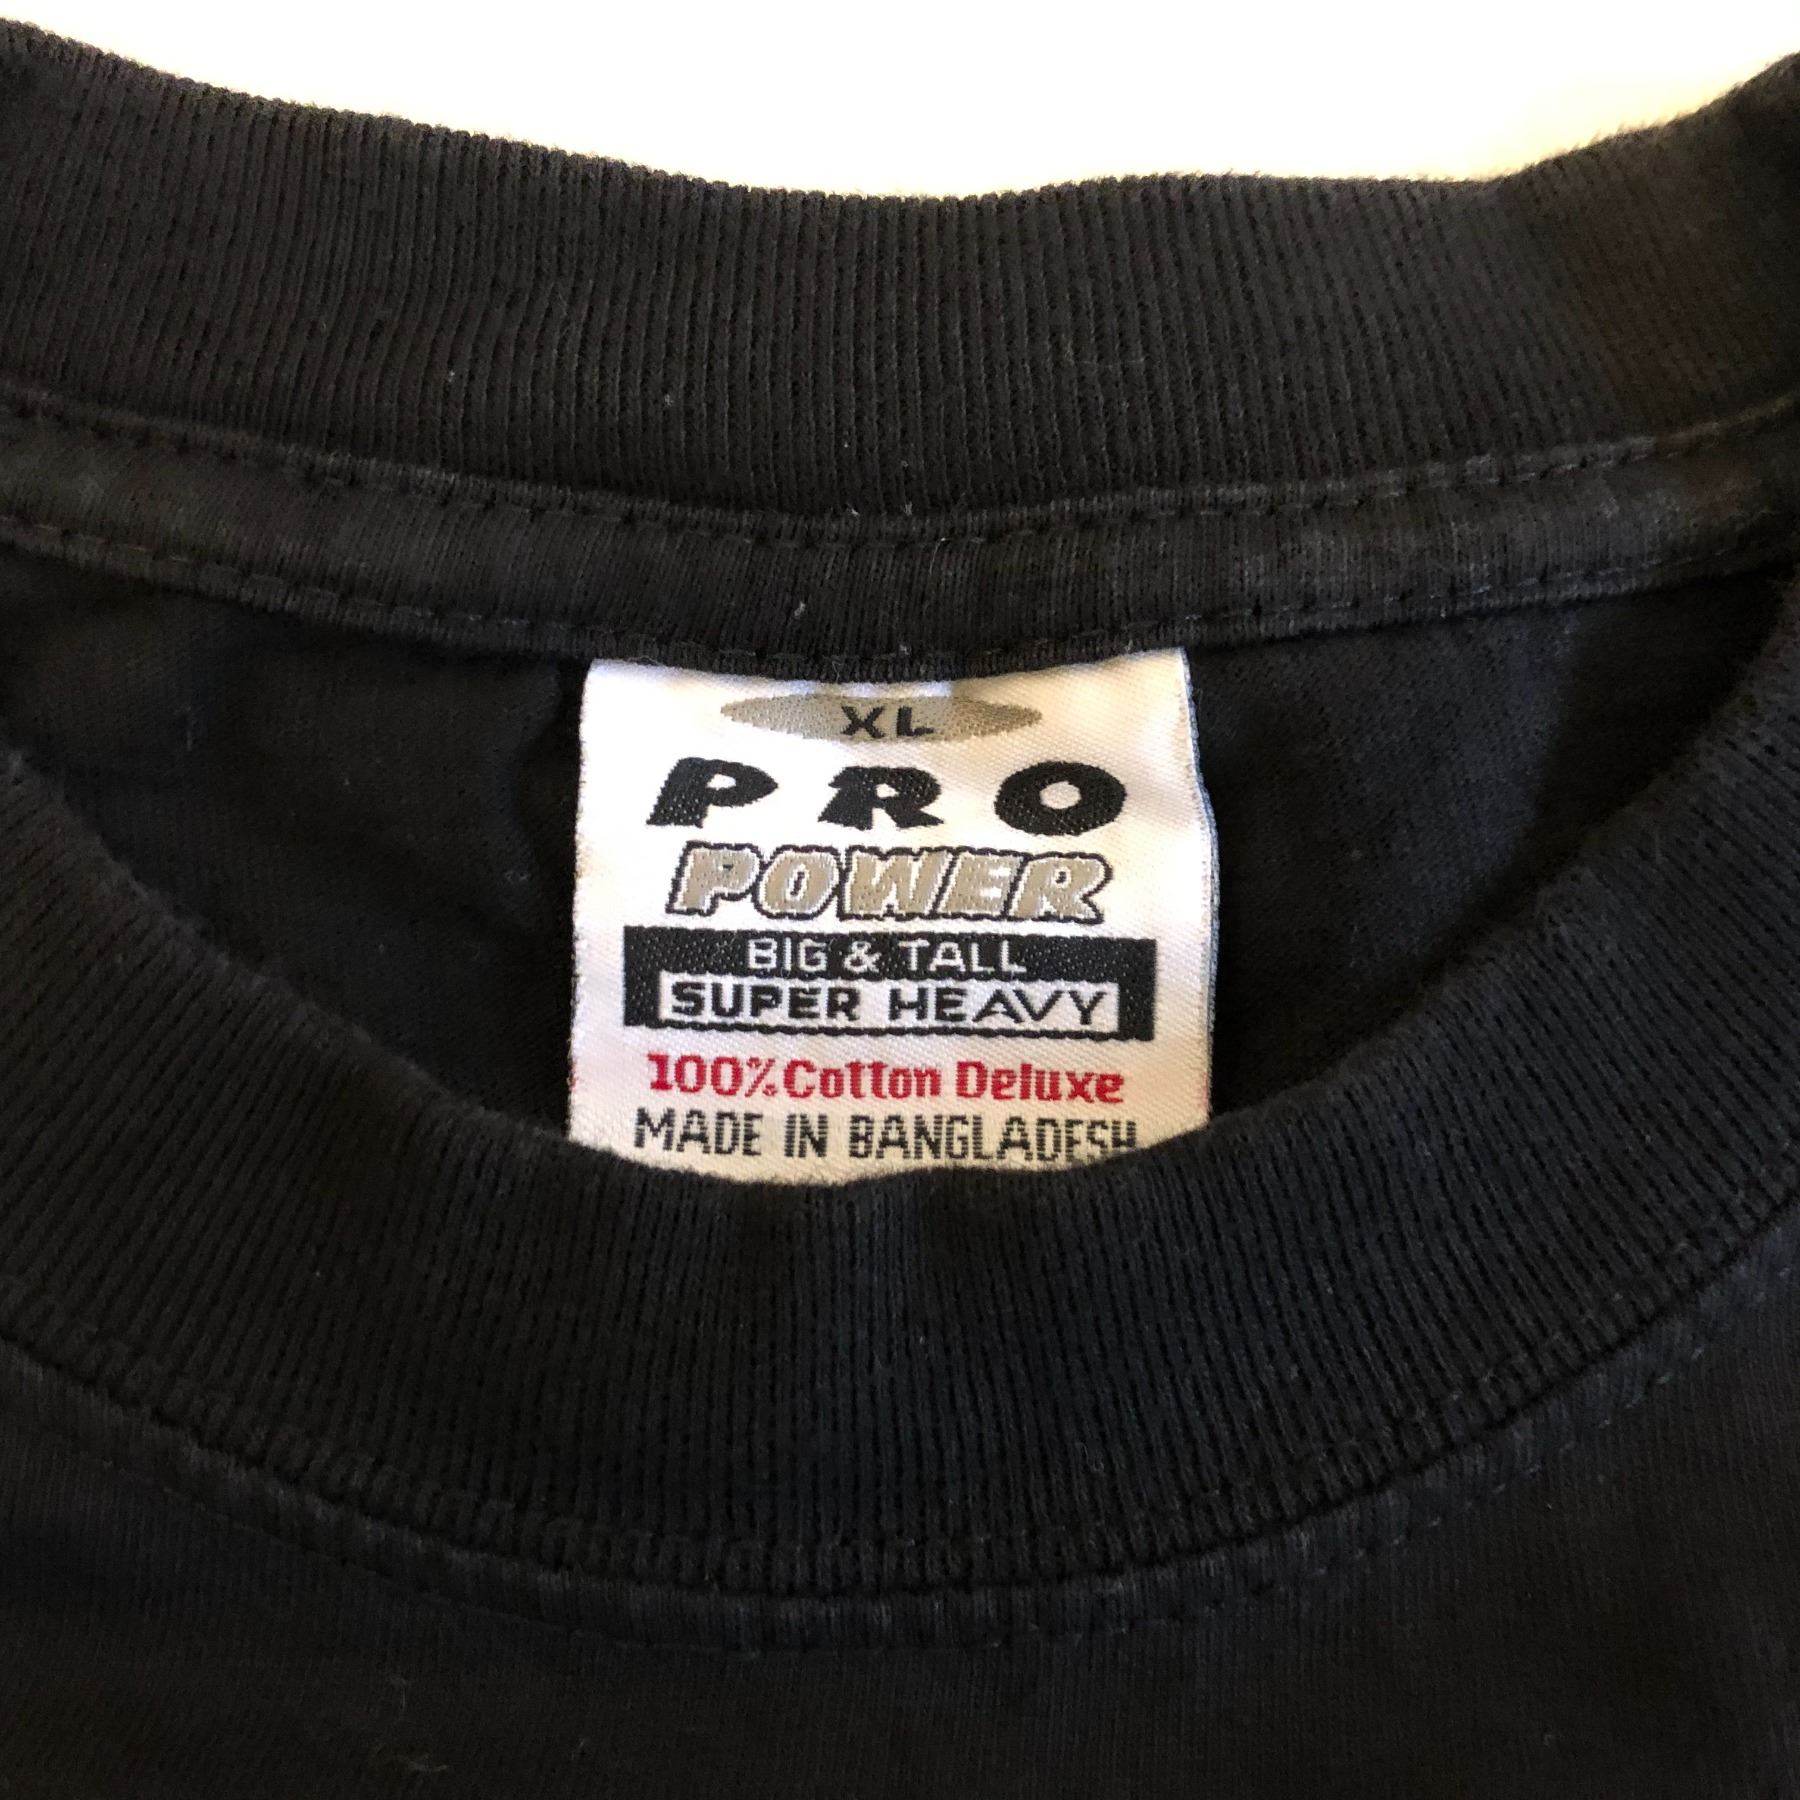 XL
PRO
POWER
BIG & TALL
SUPER HEAVY
100% Cotton Deluxe
MADE IN BANGLADESH